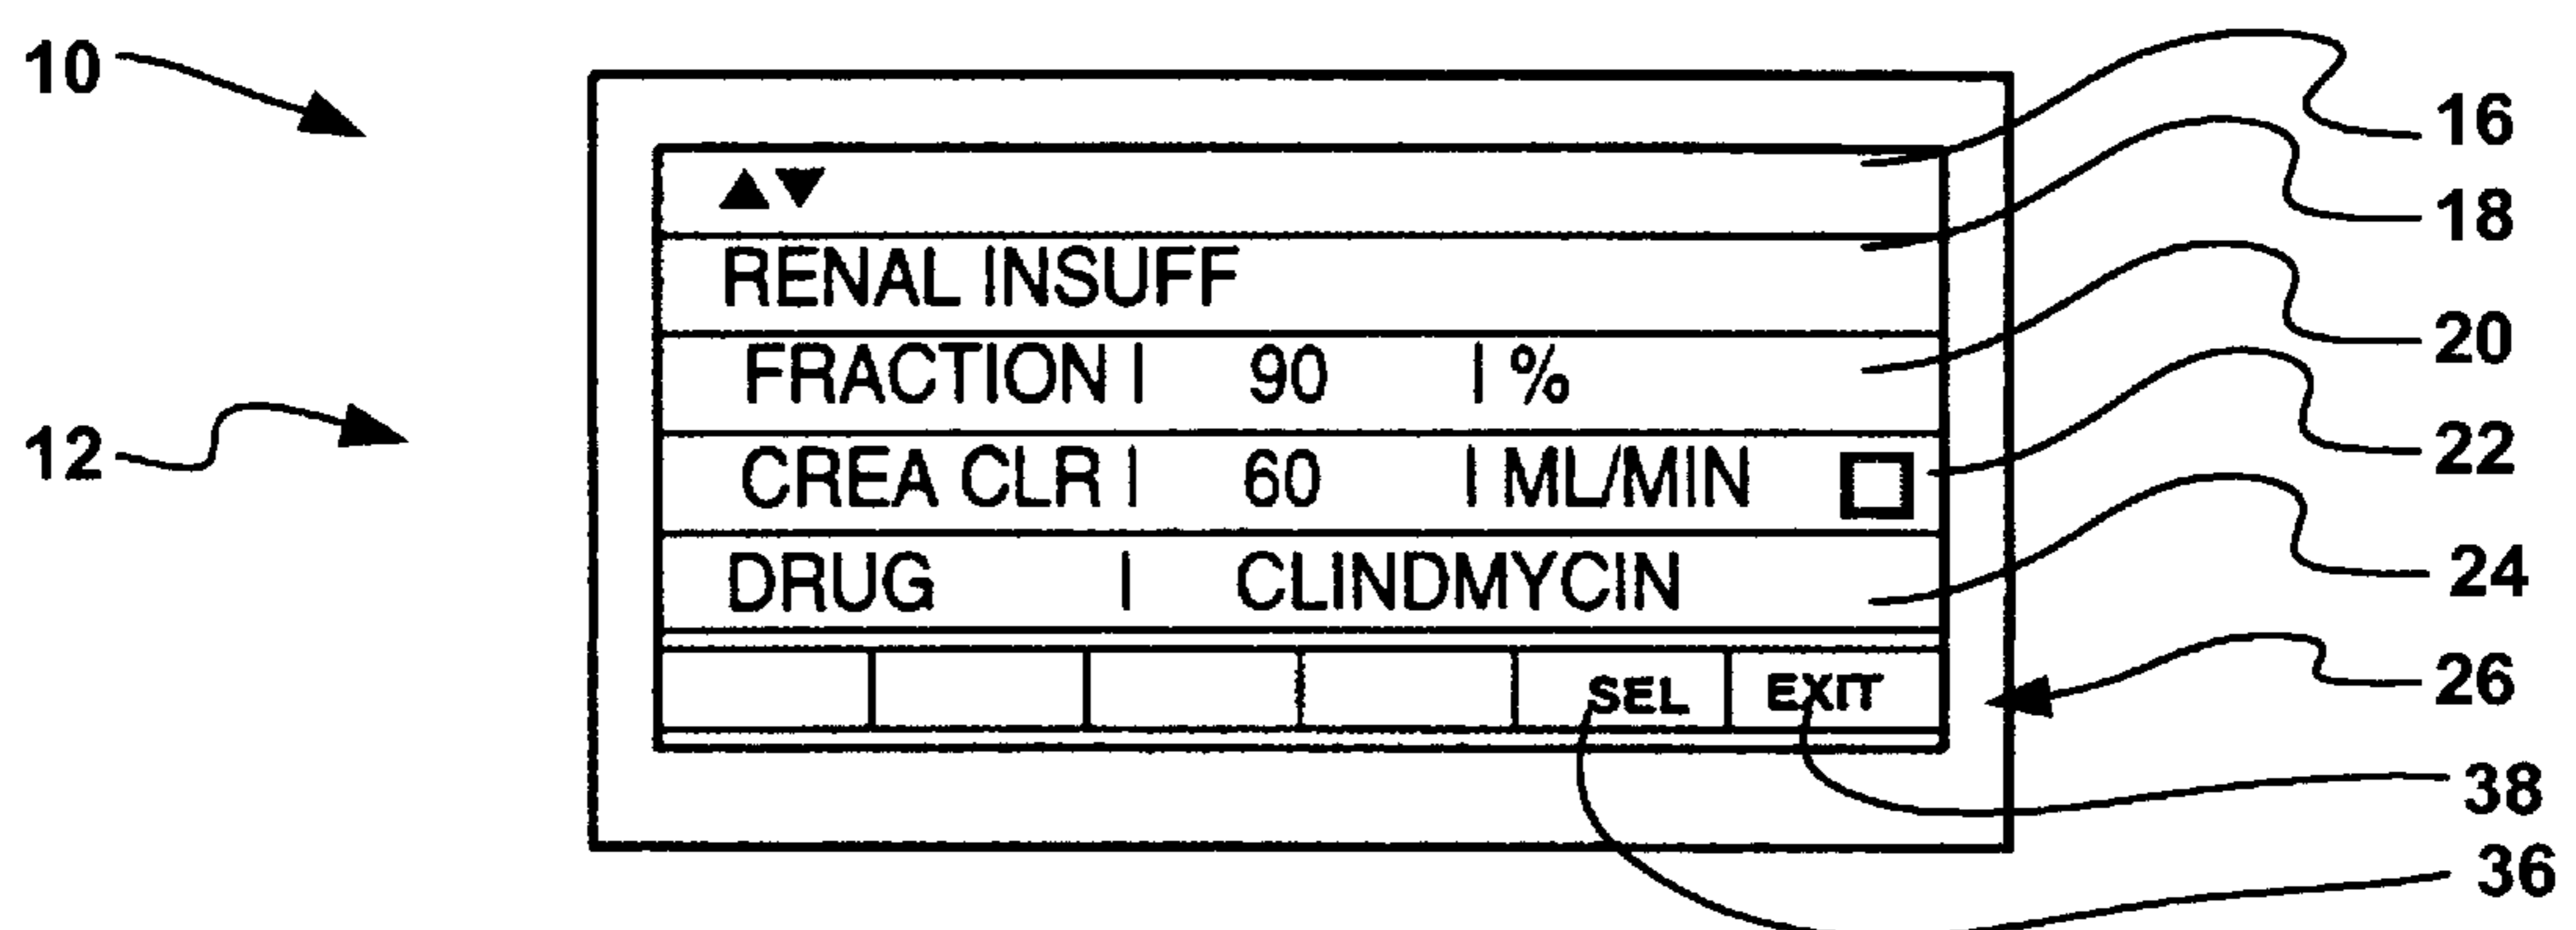 10
16
▲▼
18
RENAL INSUFF
20
FRACTION | 90 | %
12
22
CREA CLR | 60 | ML/MIN
24
DRUG | CLINDMYCIN
26
SEL EXIT
38
36